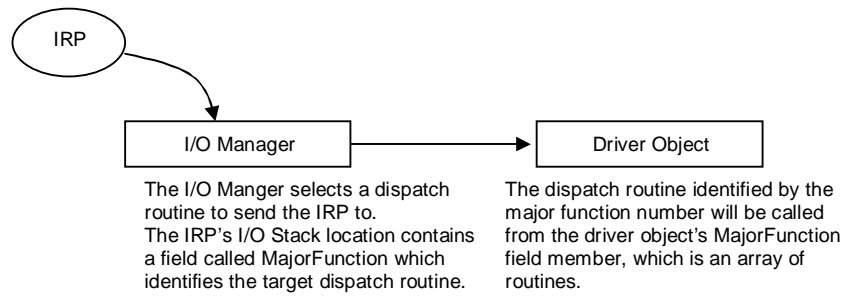 IRP
I/O Manager
Driver Object
The I/O Manger selects a dispatch
routine to send the IRP to.
The IRP's I/O Stack location contains
a field called MajorFunction which
identifies the target dispatch routine.
The dispatch routine identified by the
major function number will be called
from the driver object's MajorFunction
field member, which is an array of
routines.